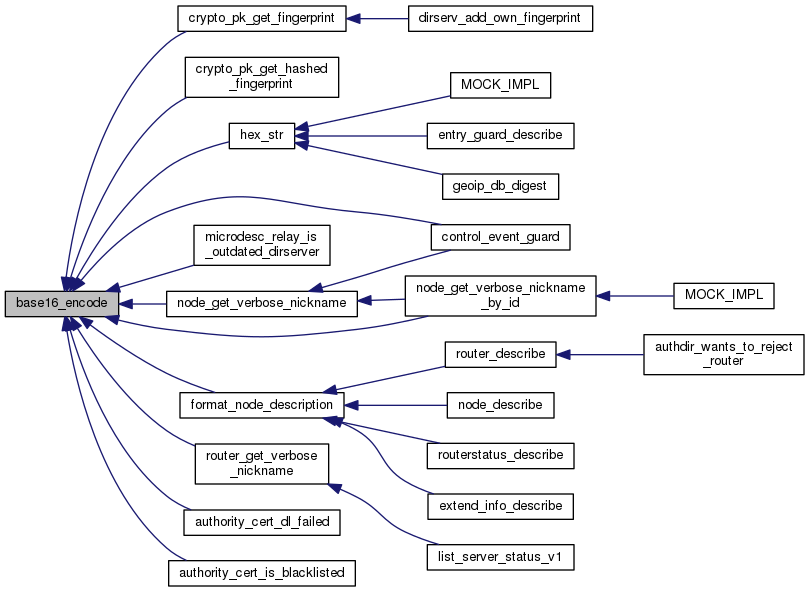 crypto_pk_get_fingerprint
dirserv_add_own_fingerprint
crypto_pk_get_hashed
_fingerprint
MOCK_IMPL
hex_str
entry_guard_describe
geoip_db_digest
microdesc_relay_is
_outdated_dirserver
control_event_guard
base16_encode
node_get_verbose_nickname
node_get_verbose_nickname
_by_id
MOCK_IMPL
router_describe
authdir_wants_to_reject
_router
format_node_description
node_describe
router_get_verbose
_nickname
routerstatus_describe
extend_info_describe
authority_cert_dl_failed
list_server_status_v1
authority_cert_is_blacklisted